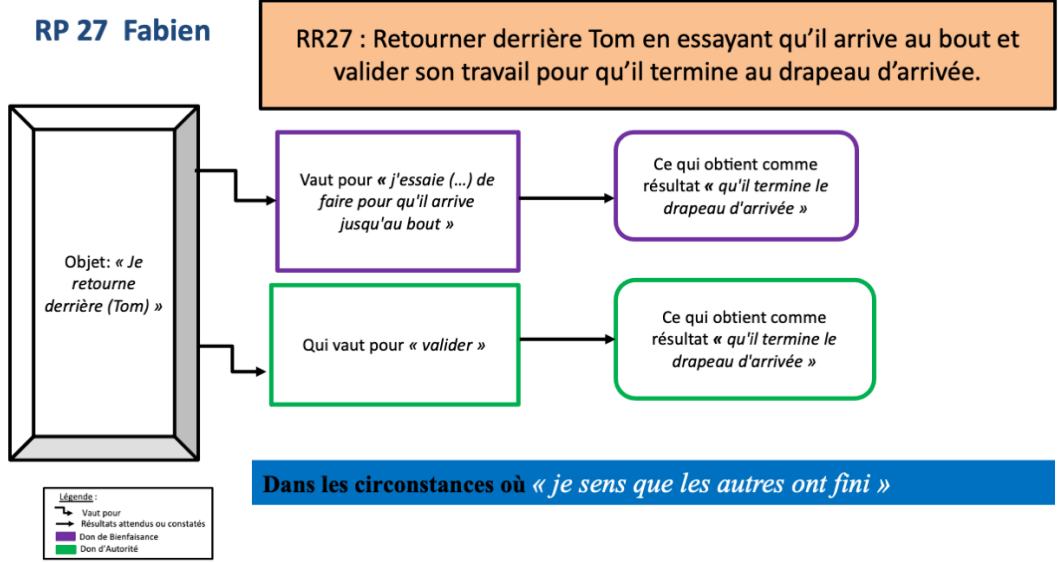 RP 27 Fabien
RR27 : Retourner derrière Tom en essayant qu'il arrive au bout et
valider son travail pour qu'il termine au drapeau d'arrivée.
Objet: « Je
retourne
derrière (Tom) »
Vaut pour « j'essaie (...) de
faire pour qu'il arrive
jusqu'au bout »
Ce qui obtient comme
résultat « qu'il termine le
drapeau d'arrivée »
Qui vaut pour « valider »
Ce qui obtient comme
résultat « qu'il termine le
drapeau d'arrivée »
Dans les circonstances où « je sens que les autres ont fini »
Légende :
Vaut pour
Résultats attendus ou constatés
Don de Bienfaisance
Don d'Autorité